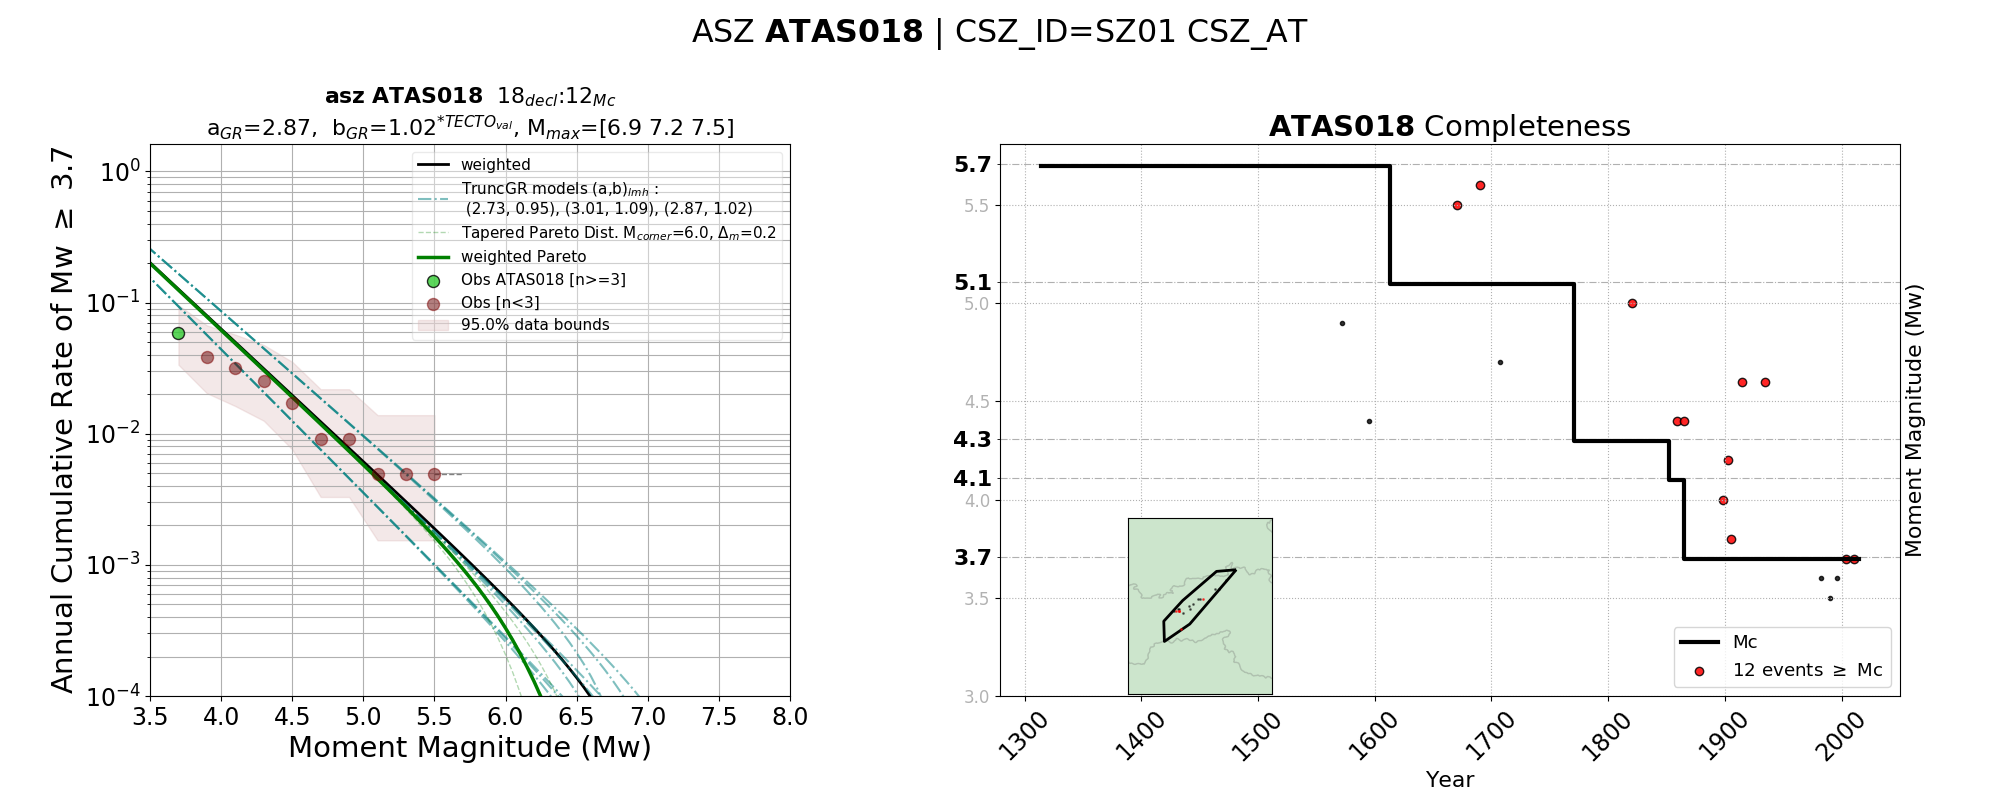 ASZ ATAS018 | CSZ_ID=SZ01 CSZ_AT
asz ATAS018 18decl:12Mc
aGR=2.87, bGR=1.02*TECTOval, Mmax=[6.9 7.2 7.5]
Annual Cumulative Rate of Mw ≥ 3.7
10^0
10^-1
10^-2
10^-3
10^-4
weighted
TruncGR models (a,b)lmh :
(2.73, 0.95), (3.01, 1.09), (2.87, 1.02)
Tapered Pareto Dist. Mcorner=6.0, Δm=0.2
weighted Pareto
Obs ATAS018 [n>=3]
Obs [n<3]
95.0% data bounds
3.5 4.0 4.5 5.0 5.5 6.0 6.5 7.0 7.5 8.0
Moment Magnitude (Mw)
ATAS018 Completeness
5.7
5.5
5.1
5.0
4.5
4.3
4.1
4.0
3.7
3.5
3.0
Moment Magnitude (Mw)
Mc
12 events ≥ Mc
1300 1400 1500 1600 1700 1800 1900 2000
Year